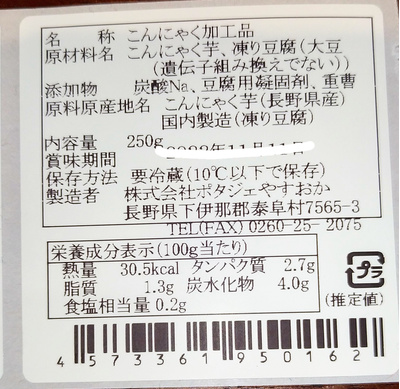 名　称　こんにゃく加工品
原材料名　こんにゃく芋、凍り豆腐(大豆
(遺伝子組み換えでない))
添加物　炭酸Na、豆腐用凝固剤、重曹
原料原産地名　こんにゃく芋(長野県産)
国内製造(凍り豆腐)
内容量　250g
賞味期間
保存方法　要冷蔵(10℃以下で保存)
製造者　株式会社ポタジェやすおか
長野県下伊那郡泰阜村7565-3
TEL(FAX) 0260-25-2075
栄養成分表示(100g当たり)
熱量　30.5kcal　タンパク質　2.7g
脂質　1.3g　炭水化物　4.0g
食塩相当量 0.2g
プラ
(推定値)
4573361950162